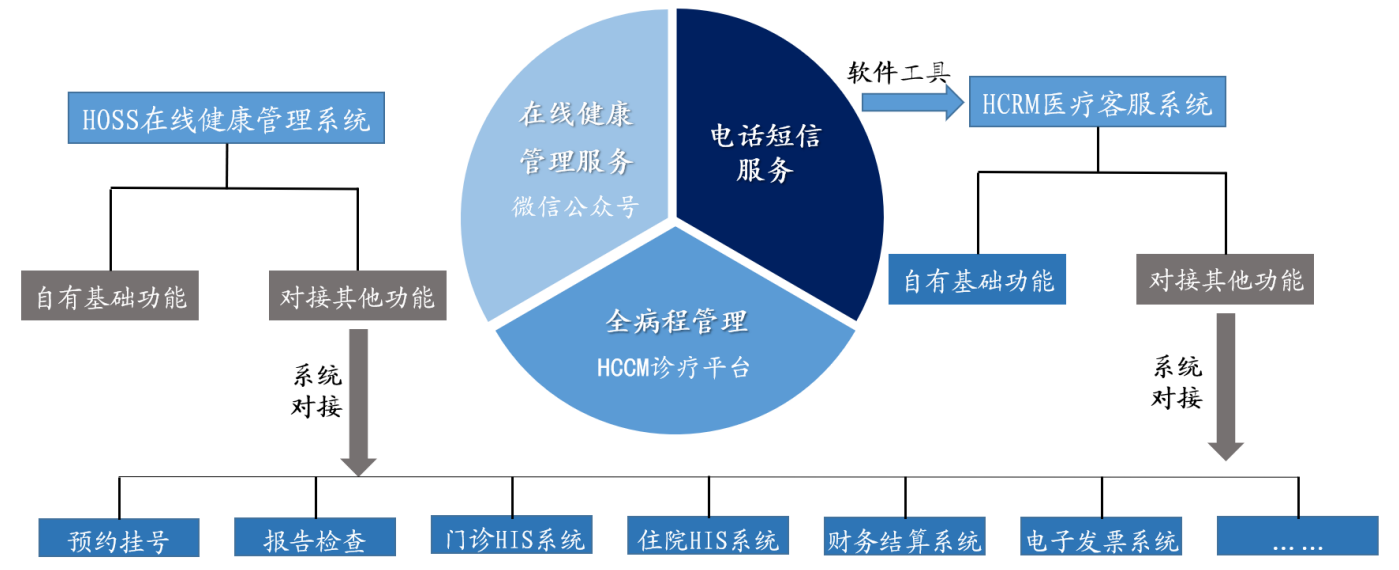 软件工具
HOSS在线健康管理系统
在线健康
管理服务
微信公众号
电话短信
服务
HCRM医疗客服系统
自有基础功能
对接其他功能
全病程管理
HCCM诊疗平台
自有基础功能
对接其他功能
系统
对接
系统
对接
预约挂号
报告检查
门诊HIS系统
住院HIS系统
财务结算系统
电子发票系统
……